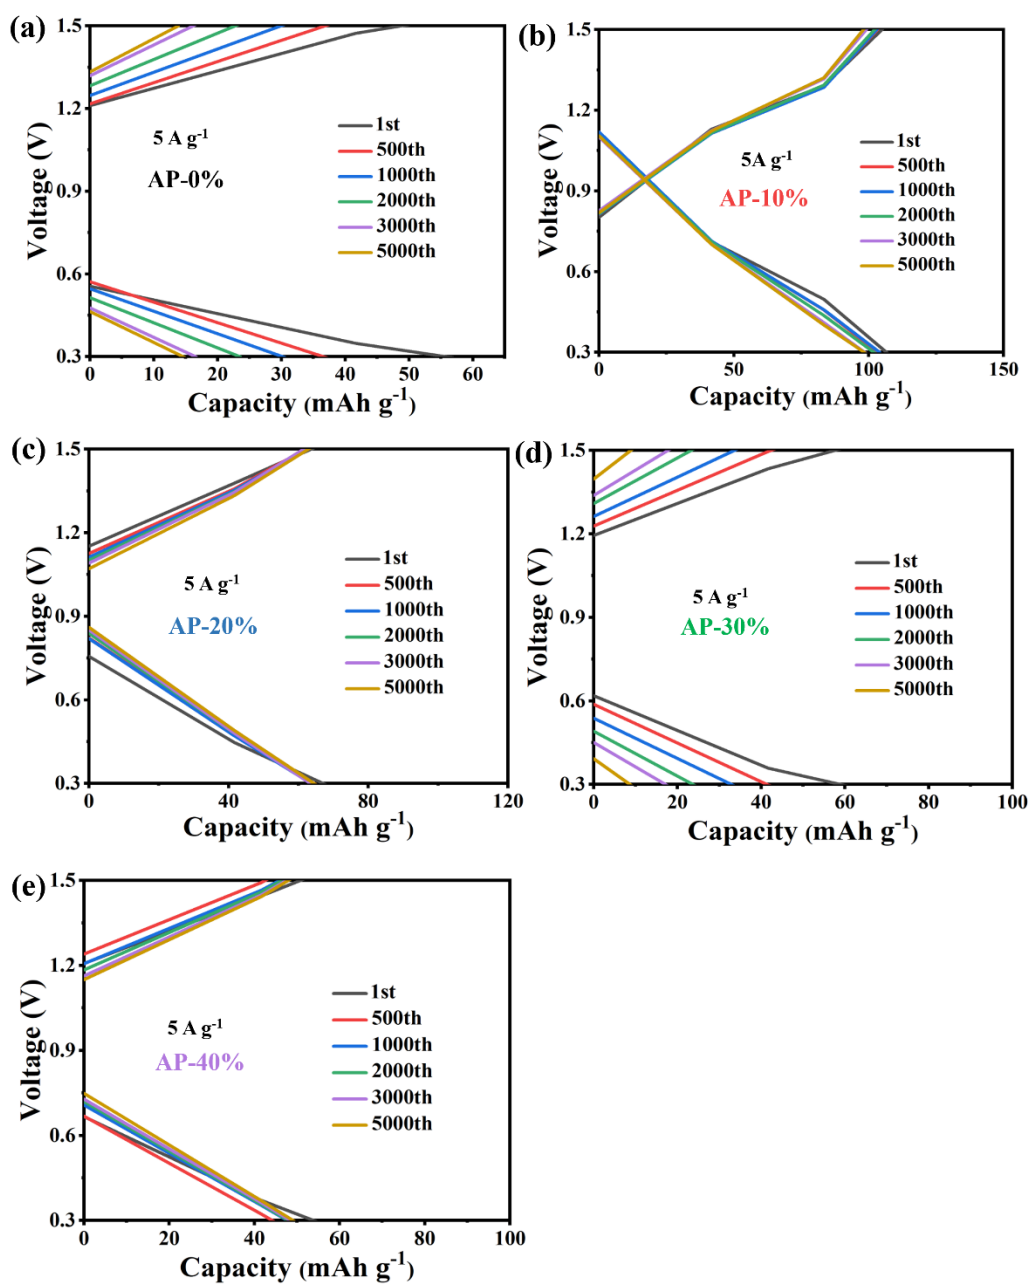 (a)
1.5
1.2
0.9
0.6
0.3
Voltage (V)
5 A g⁻¹
AP-0%
1st
500th
1000th
2000th
3000th
5000th
0 10 20 30 40 50 60
Capacity (mAh g⁻¹)
(b)
1.5
1.2
0.9
0.6
0.3
Voltage (V)
5A g⁻¹
AP-10%
1st
500th
1000th
2000th
3000th
5000th
0 50 100 150
Capacity (mAh g⁻¹)
(c)
1.5
1.2
0.9
0.6
0.3
Voltage (V)
5 A g⁻¹
AP-20%
1st
500th
1000th
2000th
3000th
5000th
0 40 80 120
Capacity (mAh g⁻¹)
(d)
1.5
1.2
0.9
0.6
0.3
Voltage (V)
5 A g⁻¹
AP-30%
1st
500th
1000th
2000th
3000th
5000th
0 20 40 60 80 100
Capacity (mAh g⁻¹)
(e)
1.5
1.2
0.9
0.6
0.3
Voltage (V)
5 A g⁻¹
AP-40%
1st
500th
1000th
2000th
3000th
5000th
0 20 40 60 80 100
Capacity (mAh g⁻¹)